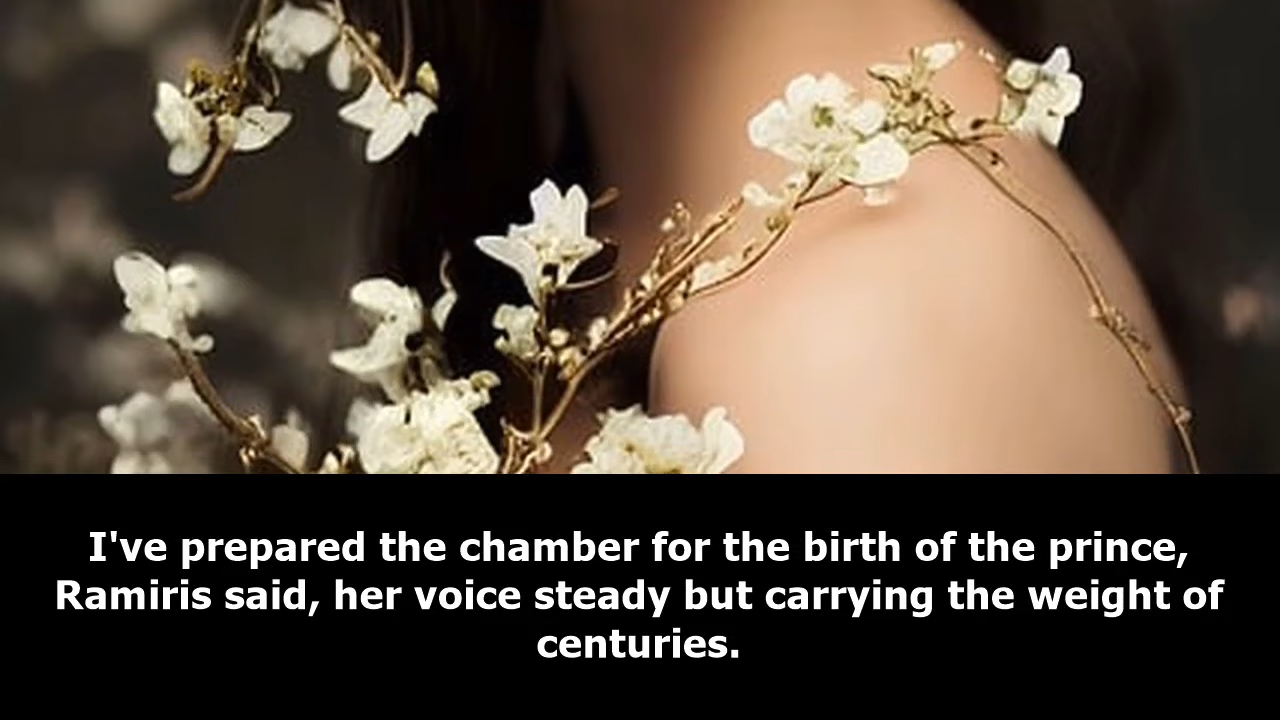 I've prepared the chamber for the birth of the prince,
Ramiris said, her voice steady but carrying the weight of
centuries.